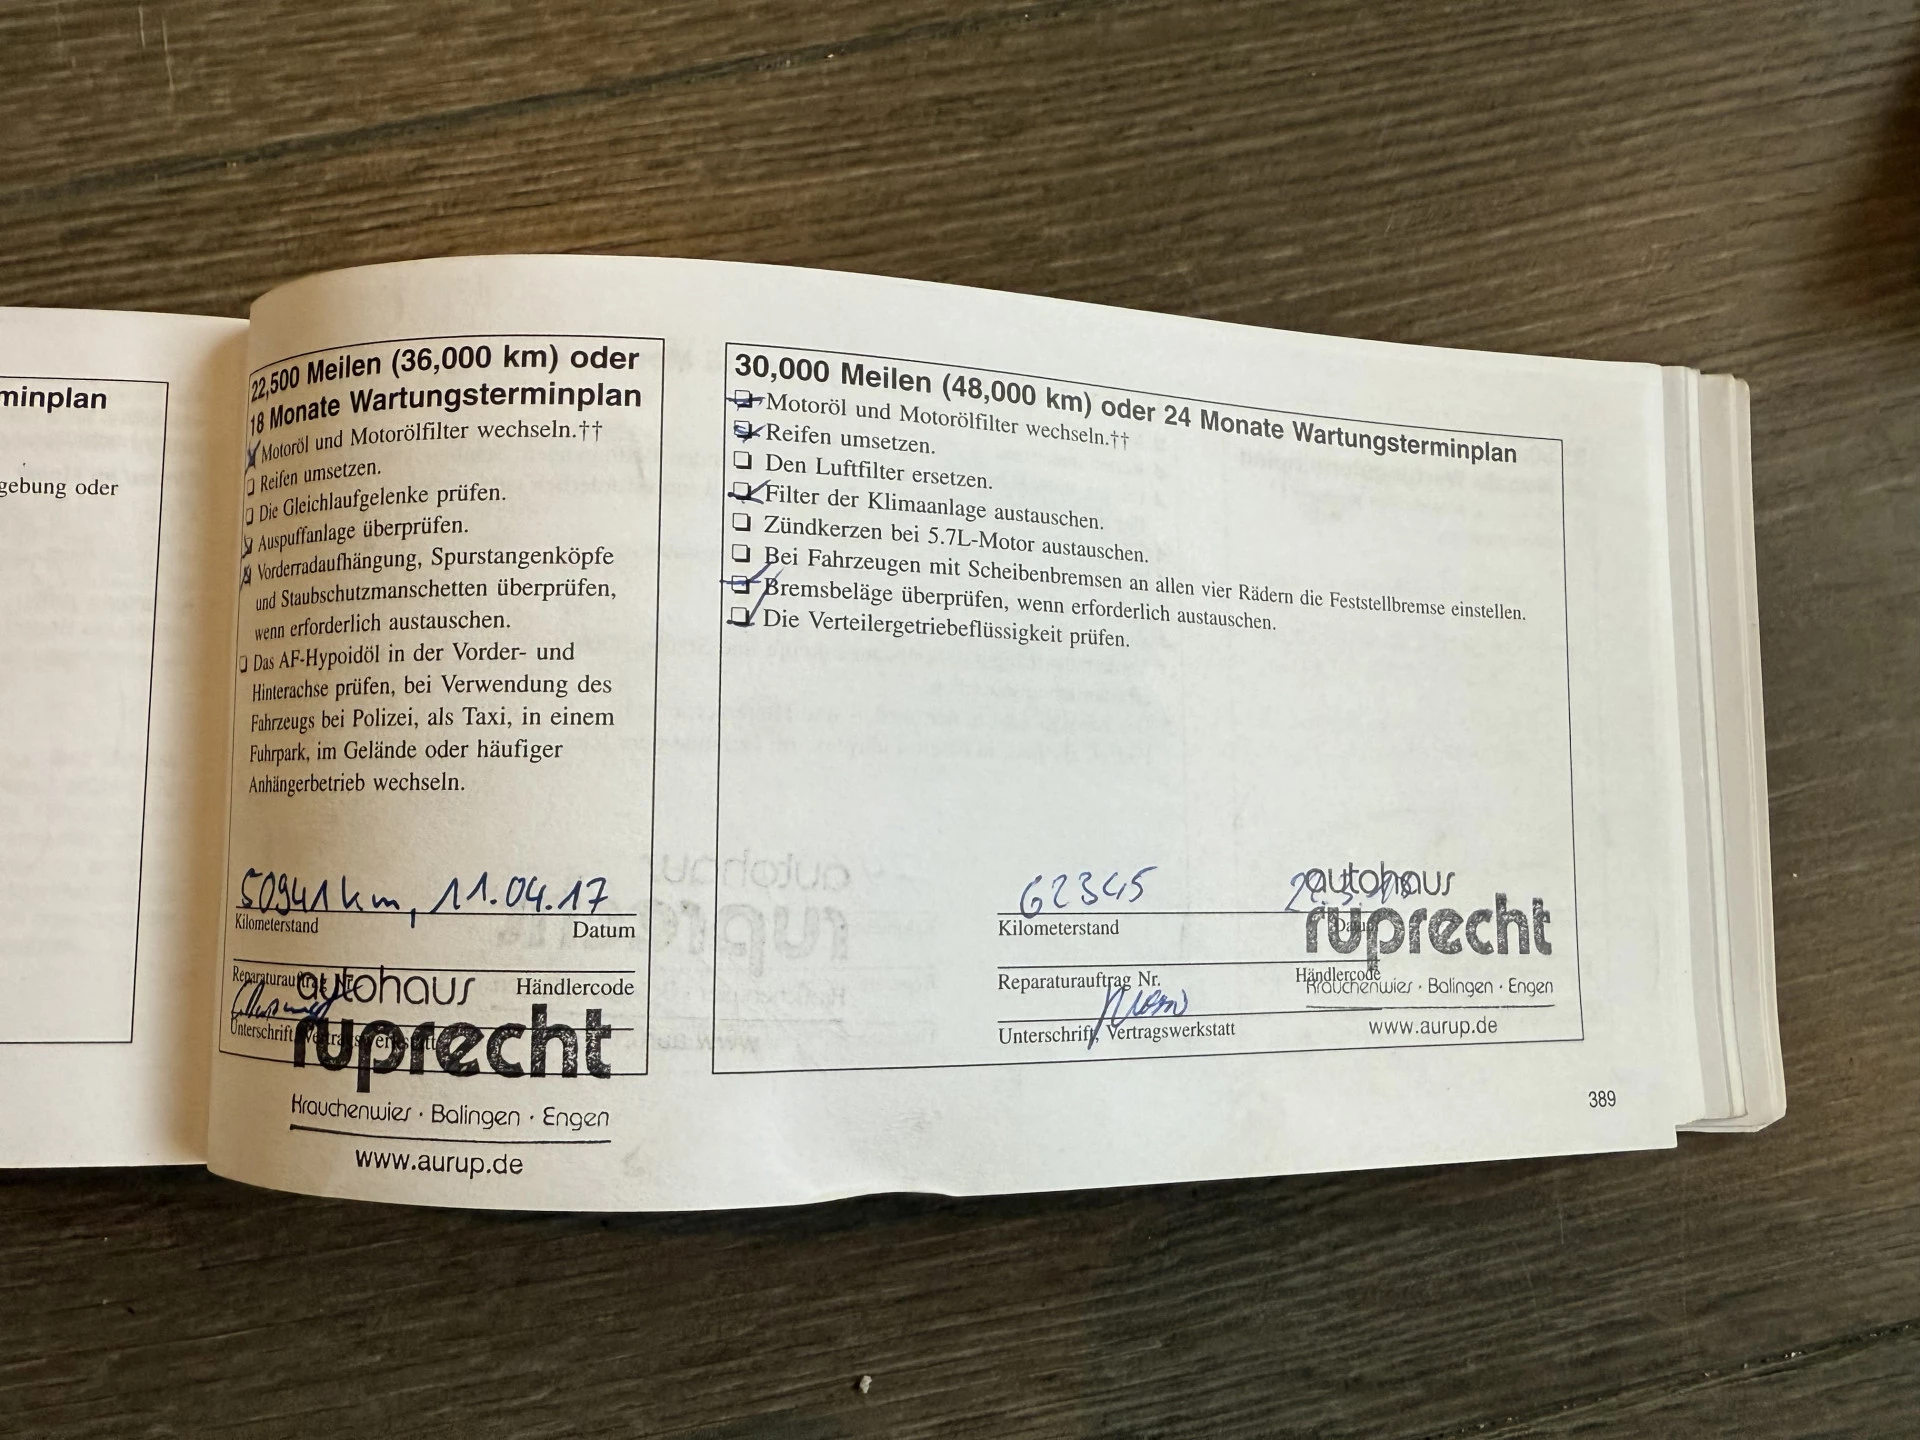 minplan
gebung oder
22,500 Meilen (36,000 km) oder
18 Monate Wartungsterminplan
Motoröl und Motorölfilter wechseln.††
❏ Reifen umsetzen.
❏ Die Gleichlaufgelenke prüfen.
❏ Auspuffanlage überprüfen.
❏ Vorderradaufhängung, Spurstangenköpfe
und Staubschutzmanschetten überprüfen,
wenn erforderlich austauschen.
❏ Das AF-Hypoidöl in der Vorder- und
Hinterachse prüfen, bei Verwendung des
Fahrzeugs bei Polizei, als Taxi, in einem
Fuhrpark, im Gelände oder häufiger
Anhängerbetrieb wechseln.
50941 km, 11.04.17
Kilometerstand Datum
Reparaturauftrag Nr. Händlercode
Unterschrift, Vertragswerkstatt
autohaus
ruprecht
Krauchenwies · Balingen · Engen
www.aurup.de
30,000 Meilen (48,000 km) oder 24 Monate Wartungsterminplan
❏ Motoröl und Motorölfilter wechseln.††
❏ Reifen umsetzen.
❏ Den Luftfilter ersetzen.
❏ Filter der Klimaanlage austauschen.
❏ Zündkerzen bei 5.7L-Motor austauschen.
❏ Bei Fahrzeugen mit Scheibenbremsen an allen vier Rädern die Feststellbremse einstellen.
❏ Bremsbeläge überprüfen, wenn erforderlich austauschen.
❏ Die Verteilergetriebeflüssigkeit prüfen.
62345
Kilometerstand Datum
Reparaturauftrag Nr. Händlercode
Unterschrift, Vertragswerkstatt
autohaus
ruprecht
Krauchenwies · Balingen · Engen
www.aurup.de
389